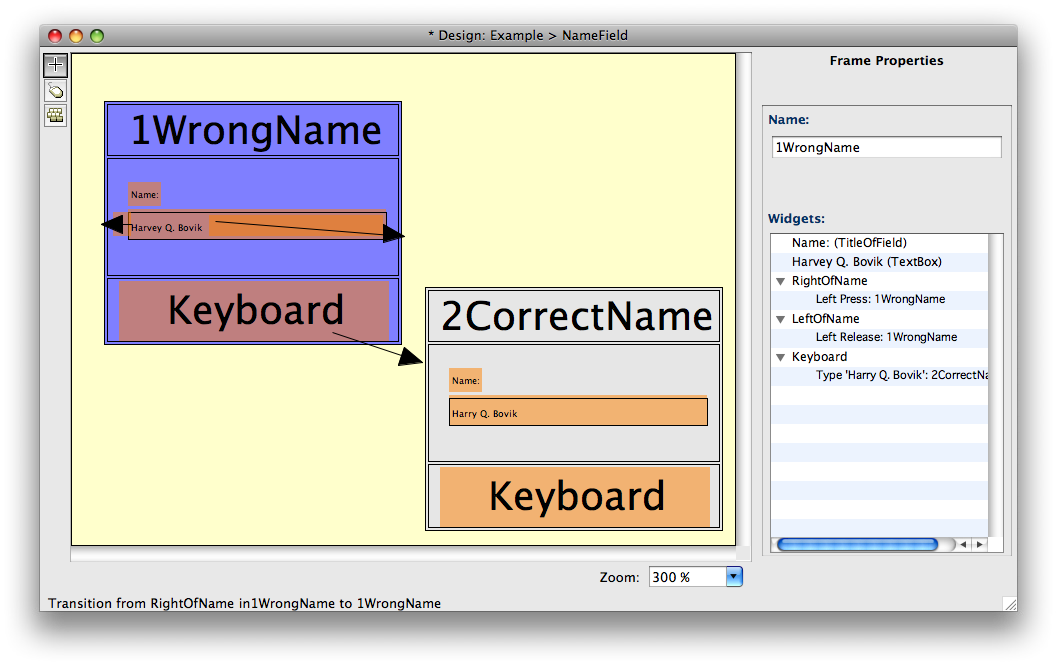 * Design: Example > NameField
1WrongName
Name:
Harvey Q. Bovik
Keyboard
2CorrectName
Name:
Harry Q. Bovik
Keyboard
Zoom: 300 %
Transition from RightOfName in1WrongName to 1WrongName
Frame Properties
Name:
1WrongName
Widgets:
Name: (TitleOfField)
Harvey Q. Bovik (TextBox)
RightOfName
Left Press: 1WrongName
LeftOfName
Left Release: 1WrongName
Keyboard
Type 'Harry Q. Bovik': 2CorrectNa